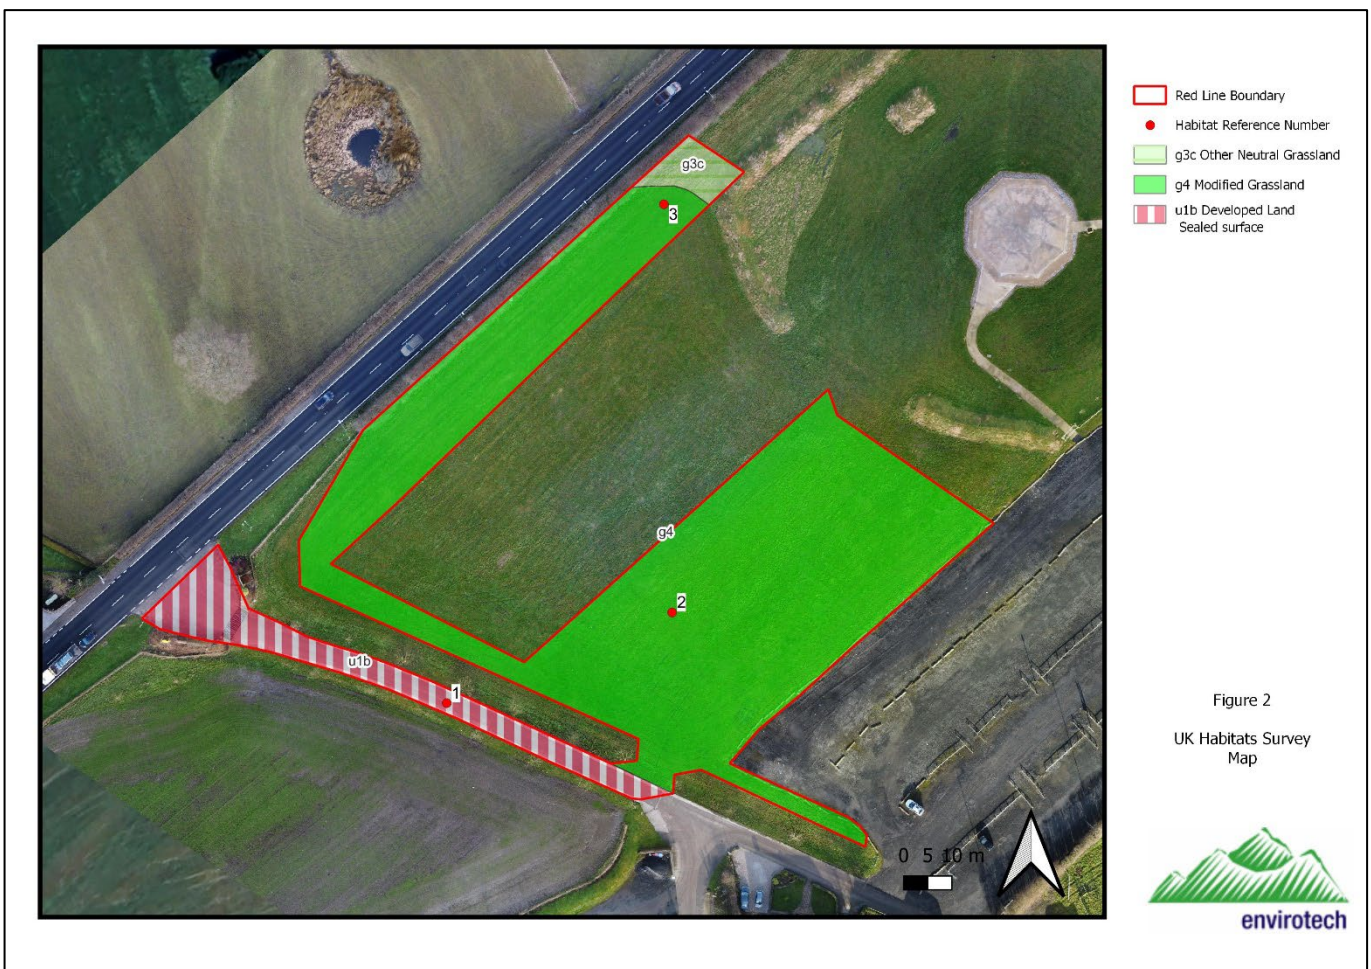 Red Line Boundary
Habitat Reference Number
g3c Other Neutral Grassland
g4 Modified Grassland
u1b Developed Land
Sealed surface
g3c
3
g4
2
u1b
1
0 5 10 m
Figure 2
UK Habitats Survey
Map
envirotech